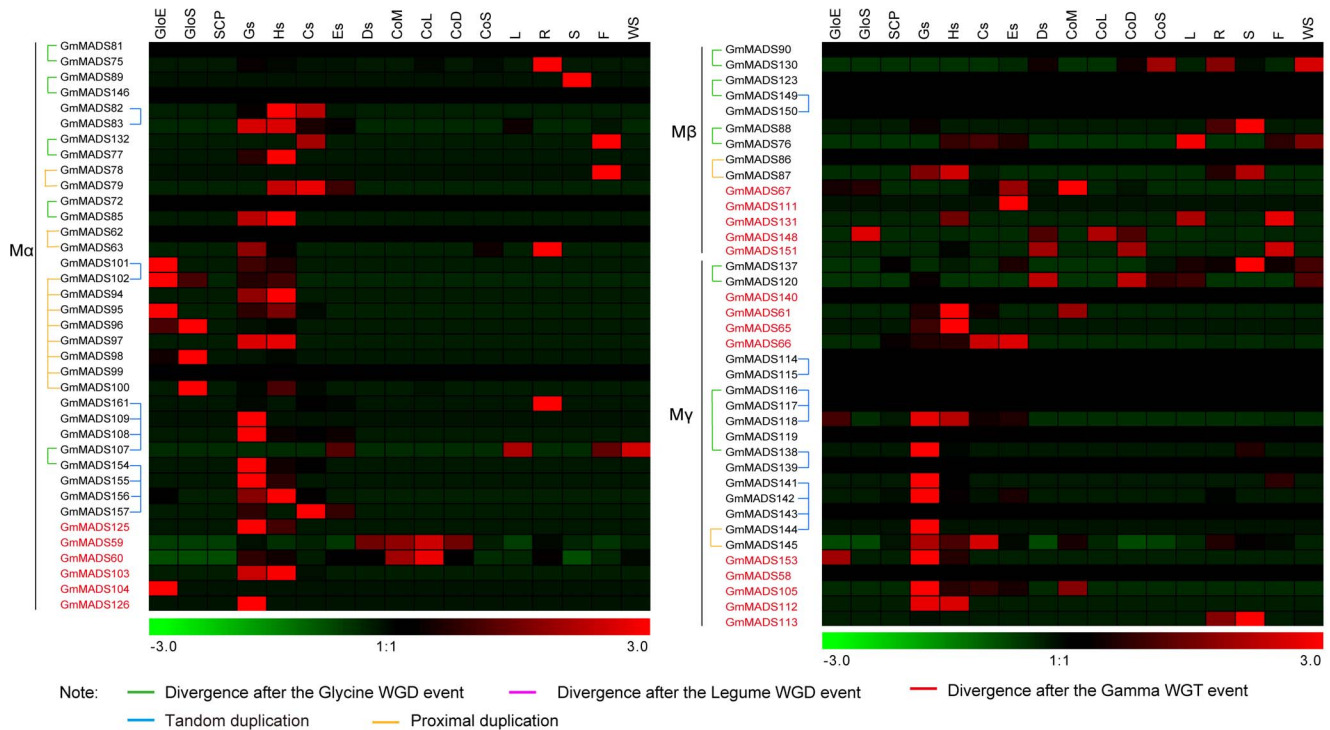 GloE GloS SCP Gs Hs Cs Es Ds CoM CoL CoD CoS L R S F WS
Mα
GmMADS81
GmMADS75
GmMADS89
GmMADS146
GmMADS82
GmMADS83
GmMADS132
GmMADS77
GmMADS78
GmMADS79
GmMADS72
GmMADS85
GmMADS62
GmMADS63
GmMADS101
GmMADS102
GmMADS94
GmMADS95
GmMADS96
GmMADS97
GmMADS98
GmMADS99
GmMADS100
GmMADS161
GmMADS109
GmMADS108
GmMADS107
GmMADS154
GmMADS155
GmMADS156
GmMADS157
GmMADS125
GmMADS59
GmMADS60
GmMADS103
GmMADS104
GmMADS126
-3.0 1:1 3.0
GloE GloS SCP Gs Hs Cs Es Ds CoM CoL CoD CoS L R S F WS
Mβ
GmMADS90
GmMADS130
GmMADS123
GmMADS149
GmMADS150
GmMADS88
GmMADS76
GmMADS86
GmMADS87
GmMADS67
GmMADS111
GmMADS131
GmMADS148
GmMADS151
Mγ
GmMADS137
GmMADS120
GmMADS140
GmMADS61
GmMADS65
GmMADS66
GmMADS114
GmMADS115
GmMADS116
GmMADS117
GmMADS118
GmMADS119
GmMADS138
GmMADS139
GmMADS141
GmMADS142
GmMADS143
GmMADS144
GmMADS145
GmMADS153
GmMADS58
GmMADS105
GmMADS112
GmMADS113
-3.0 1:1 3.0
Note: Divergence after the Glycine WGD event Divergence after the Legume WGD event Divergence after the Gamma WGT event
Tandom duplication Proximal duplication